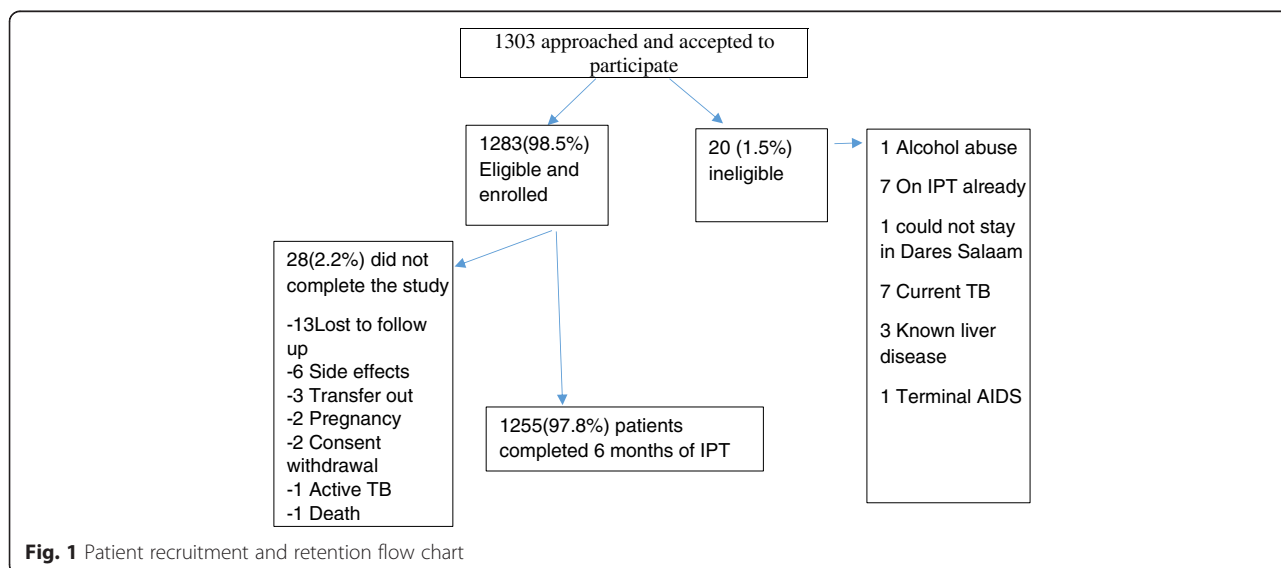 1303 approached and accepted to
participate
1283(98.5%)
Eligible and
enrolled
20 (1.5%)
ineligible
1 Alcohol abuse
7 On IPT already
1 could not stay
in Dares Salaam
7 Current TB
3 Known liver
disease
1 Terminal AIDS
28(2.2%) did not
complete the study
-13Lost to follow
up
-6 Side effects
-3 Transfer out
-2 Pregnancy
-2 Consent
withdrawal
-1 Active TB
-1 Death
1255(97.8%) patients
completed 6 months of IPT
Fig. 1 Patient recruitment and retention flow chart